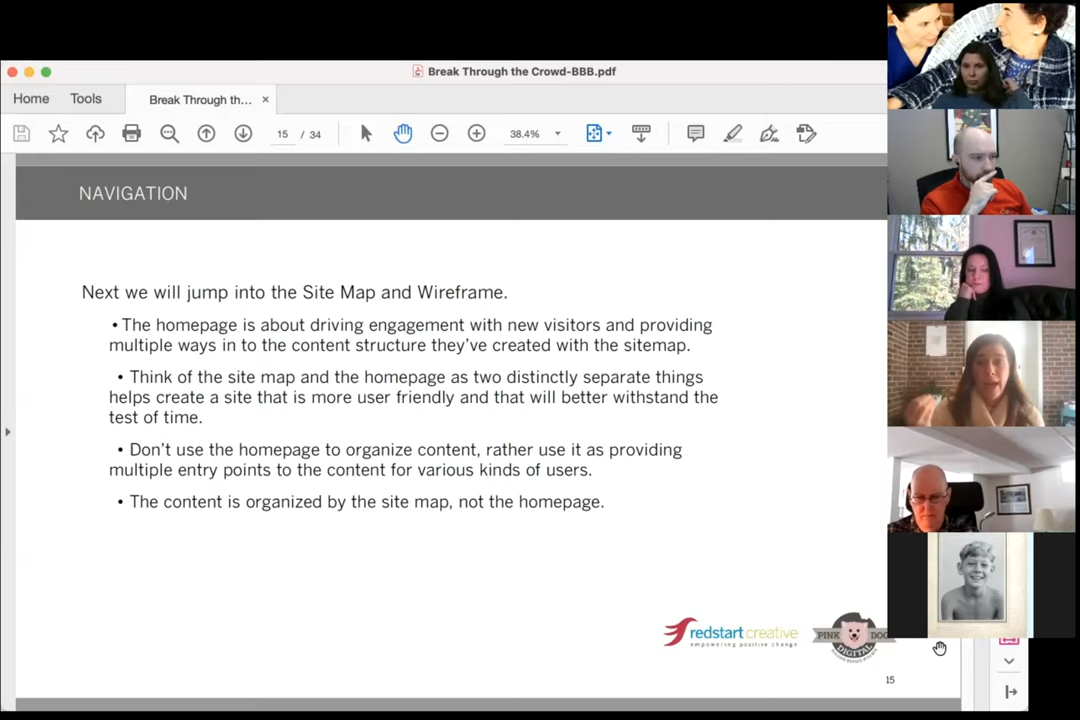 Break Through the Crowd-BBB.pdf
Home
Tools
Break Through th...
×
15 / 34
38.4%
NAVIGATION
Next we will jump into the Site Map and Wireframe.
• The homepage is about driving engagement with new visitors and providing
multiple ways in to the content structure they've created with the sitemap.
• Think of the site map and the homepage as two distinctly separate things
helps create a site that is more user friendly and that will better withstand the
test of time.
• Don't use the homepage to organize content, rather use it as providing
multiple entry points to the content for various kinds of users.
• The content is organized by the site map, not the homepage.
redstart creative
empowering positive change
PINK DOG
DIGITAL
15